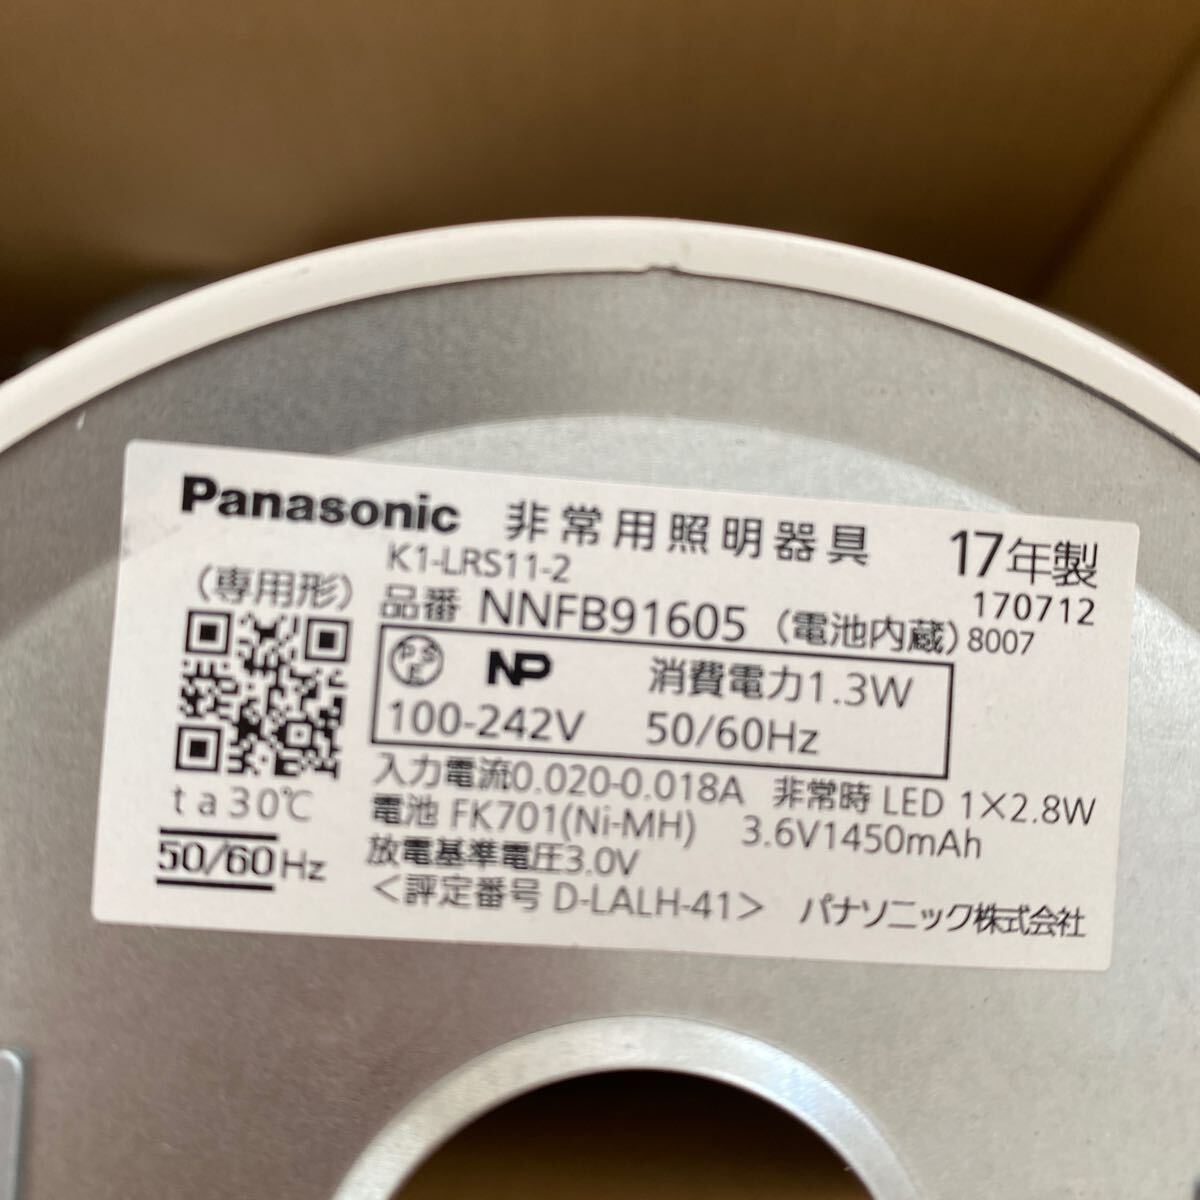 Panasonic 非常用照明器具 17年製
K1-LRS11-2
170712
(専用形) 品番 NNFB91605 (電池内蔵) 8007
PSE NP 消費電力1.3W
100-242V 50/60Hz
入力電流0.020-0.018A 非常時 LED 1×2.8W
ta30℃ 電池 FK701(Ni-MH) 3.6V1450mAh
50/60Hz 放電基準電圧3.0V
<評定番号 D-LALH-41> パナソニック株式会社